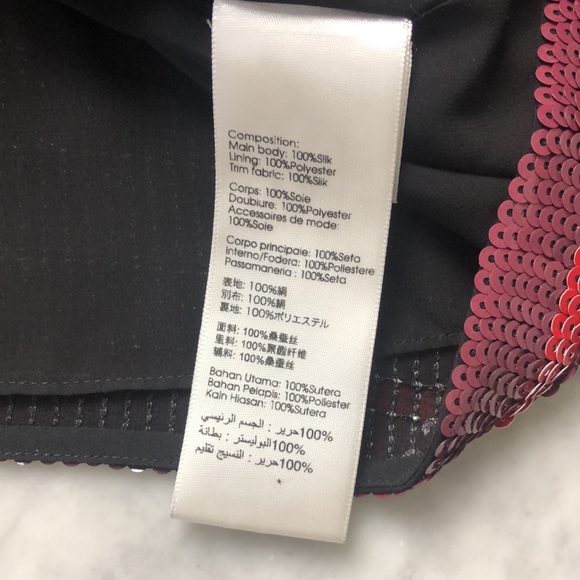 Composition:
Main body: 100%Silk
Lining: 100%Polyester
Trim fabric: 100%Silk
Corps: 100%Soie
Doubiure: 100%Polyester
Accessoires de mode:
100%Soie
Corpo principaie: 100%Seta
interno/Fodera: 100%Poliestere
Passamaneria : 100%Seta
表地: 100%絹
別布: 100%絹
裏地: 100%ポリエステル
面料: 100%桑蚕丝
里料: 100%聚酯纤维
辅料: 100%桑蚕丝
Bahan Utama: 100%Sutera
Bahan Pelapis: 100%Poliester
Kain Hiasan: 100%Sutera
100%حرير : الجسم الرئيسي
100%البوليستر : بطانة
100%حرير : النسيج تقليم